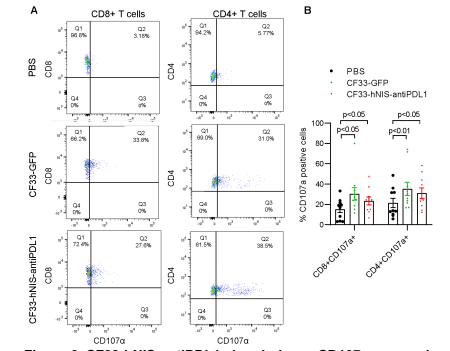 A
B
CD8+ T cells
CD4+ T cells
PBS
CD8
Q1
96.8%
Q2
3.18%
Q4
0%
Q3
0%
CD4
Q1
94.2%
Q2
5.77%
Q4
0%
Q3
0%
CF33-GFP
CD8
Q1
66.2%
Q2
33.8%
Q4
0%
Q3
0%
CD4
Q1
69.0%
Q2
31.0%
Q4
0%
Q3
0%
CF33-hNIS-antiPDL1
CD8
Q1
72.4%
Q2
27.6%
Q4
0%
Q3
0%
CD4
Q1
61.5%
Q2
38.5%
Q4
0%
Q3
0%
CD107α
CD107α
PBS
CF33-GFP
CF33-hNIS-antiPDL1
% CD107a positive cells
100
80
60
40
20
0
p<0.05
p<0.05
p<0.05
p<0.01
CD8+CD107a+
CD4+CD107a+